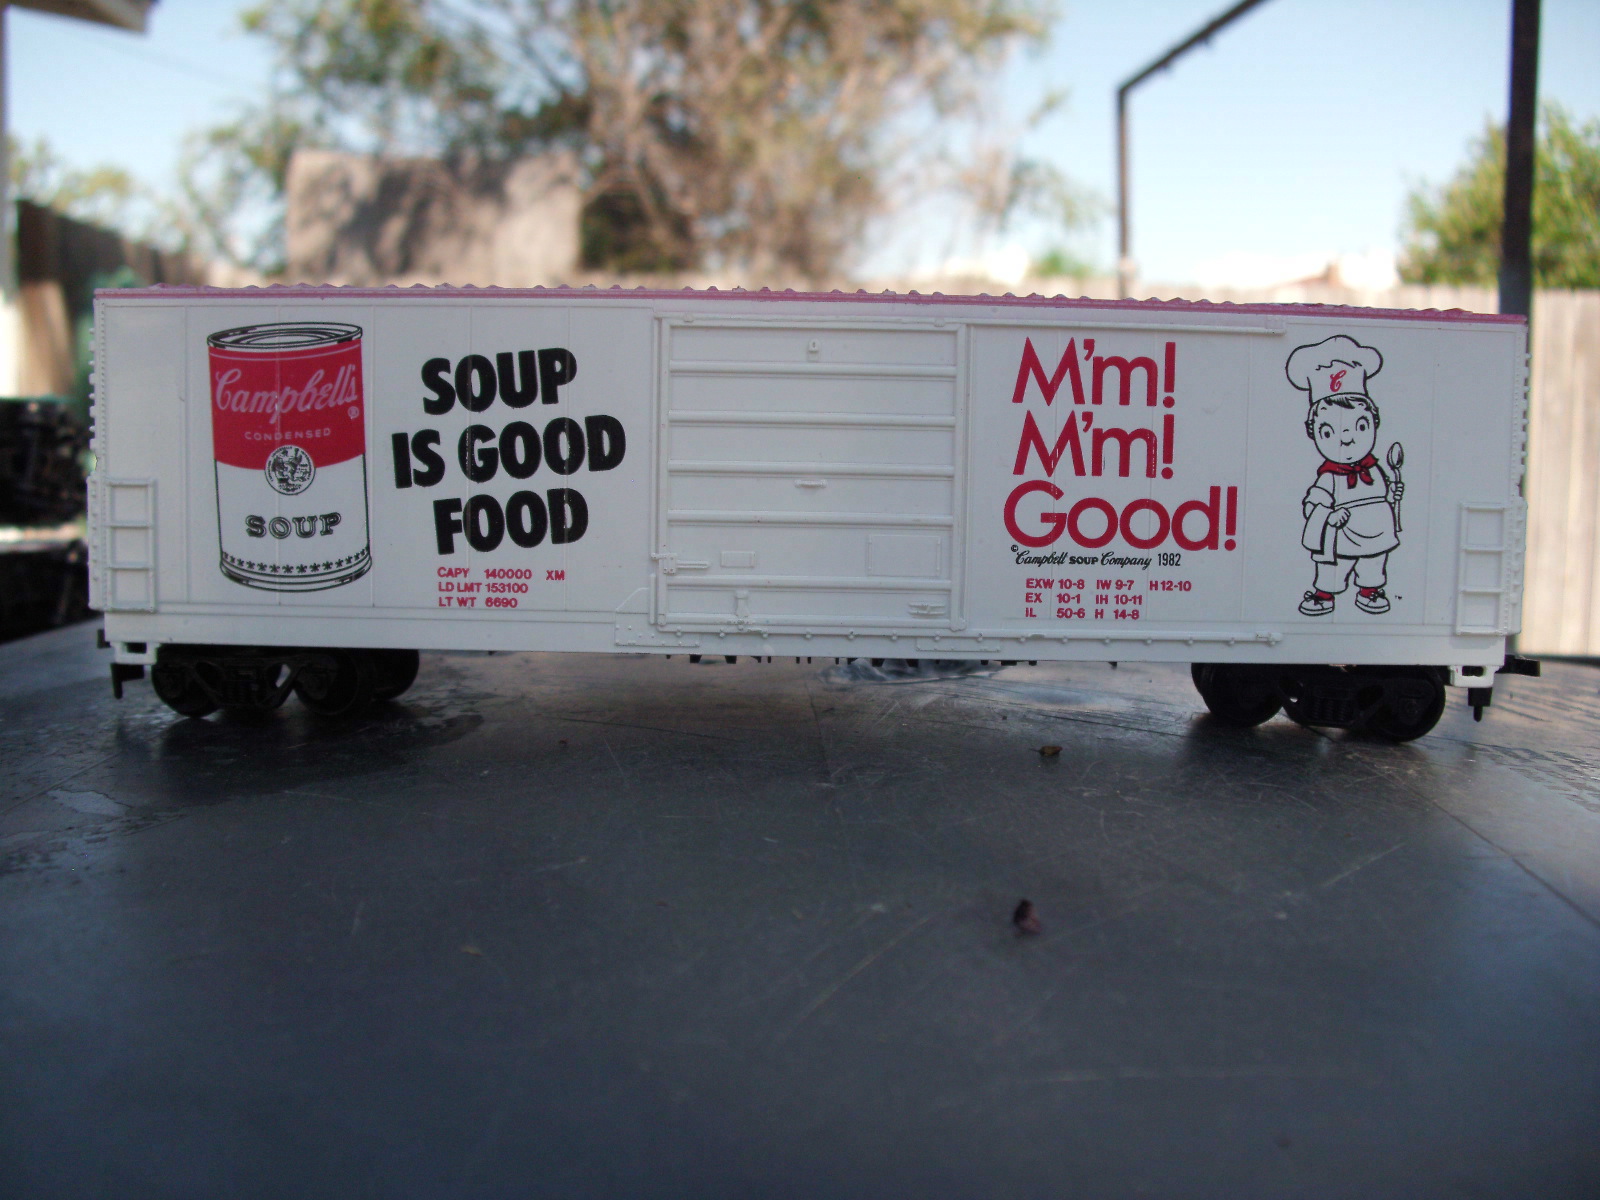 Campbell's
®
CONDENSED
SOUP
SOUP
IS GOOD
FOOD
CAPY 140000 XM
LD LMT 153100
LT WT 6690
M'm!
M'm!
Good!
© Campbell SOUP Company 1982
EXW 10-8 IW 9-7 H 12-10
EX 10-1 IH 10-11
IL 50-6 H 14-8
C